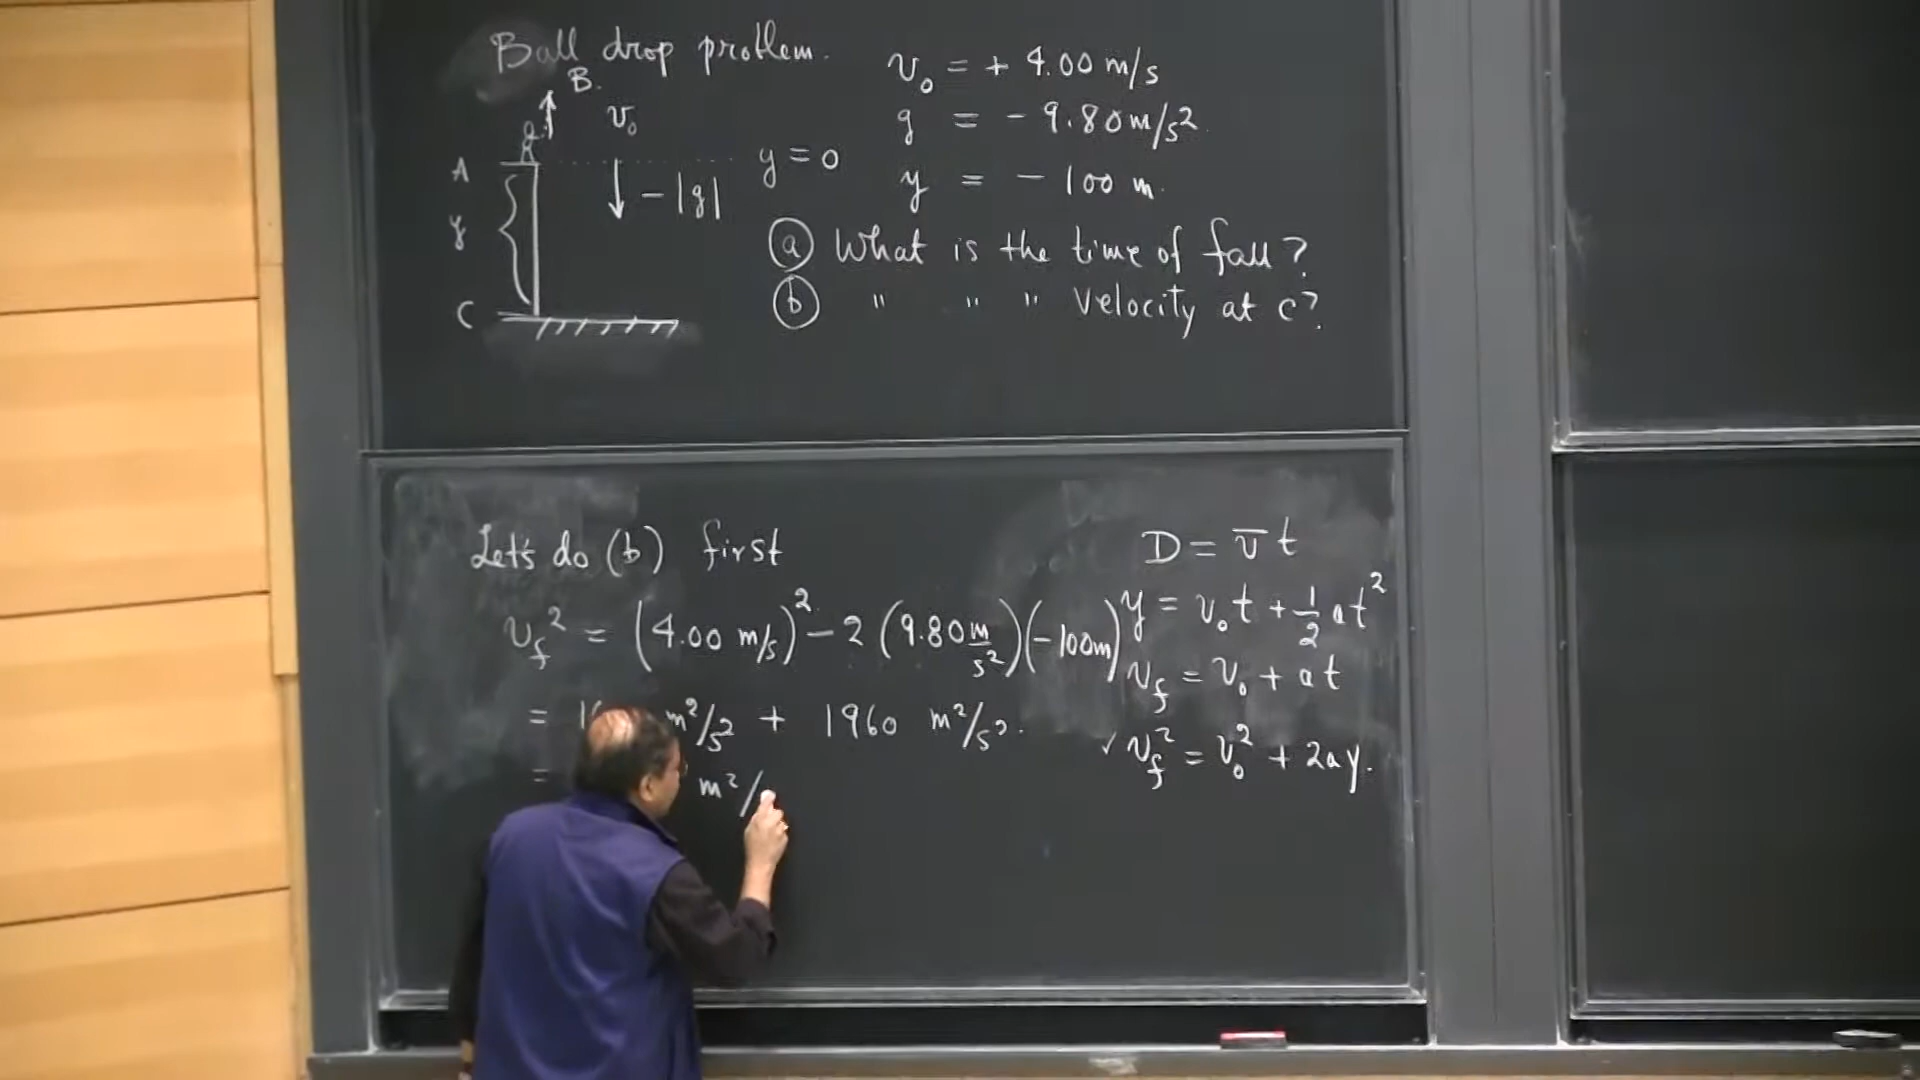 Ball drop problem.
B.
v₀
A
y = 0
- |g|
y
C
v₀ = + 4.00 m/s
g = - 9.80 m/s²
y = - 100 m.
(a) What is the time of fall?
(b) " " " velocity at C?
Let's do (b) first
v_f² = (4.00 m/s)² - 2 (9.80 m/s²)(-100m)
= m²/s² + 1960 m²/s².
= m²/
D = v̄ t
y = v₀t + ½ at²
v_f = v₀ + at
✓ v_f² = v₀² + 2ay.